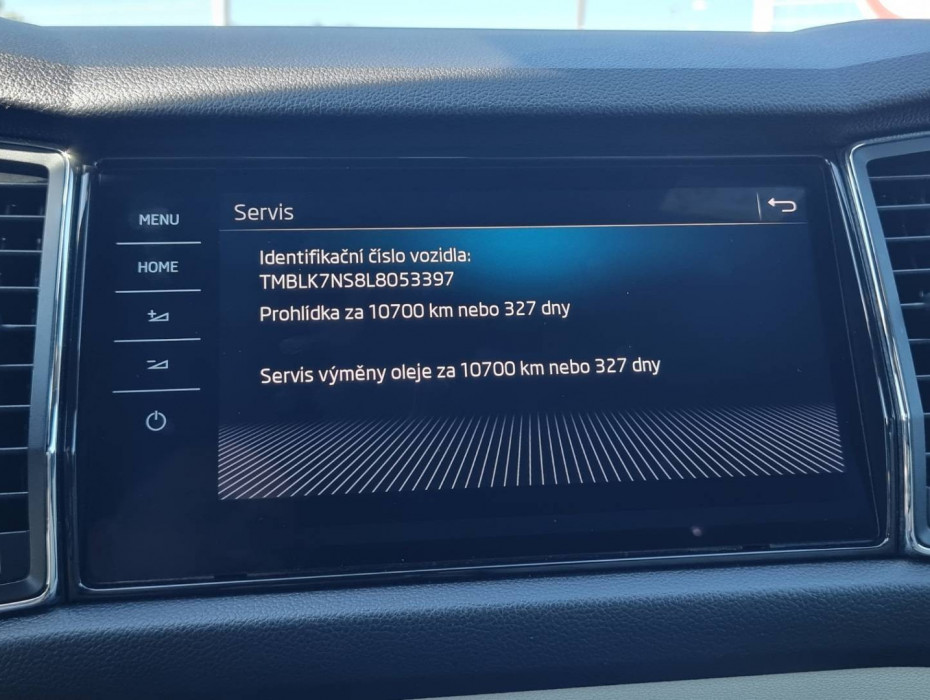 MENU
HOME
Servis
Identifikační číslo vozidla:
TMBLK7NS8L8053397
Prohlídka za 10700 km nebo 327 dny
Servis výměny oleje za 10700 km nebo 327 dny